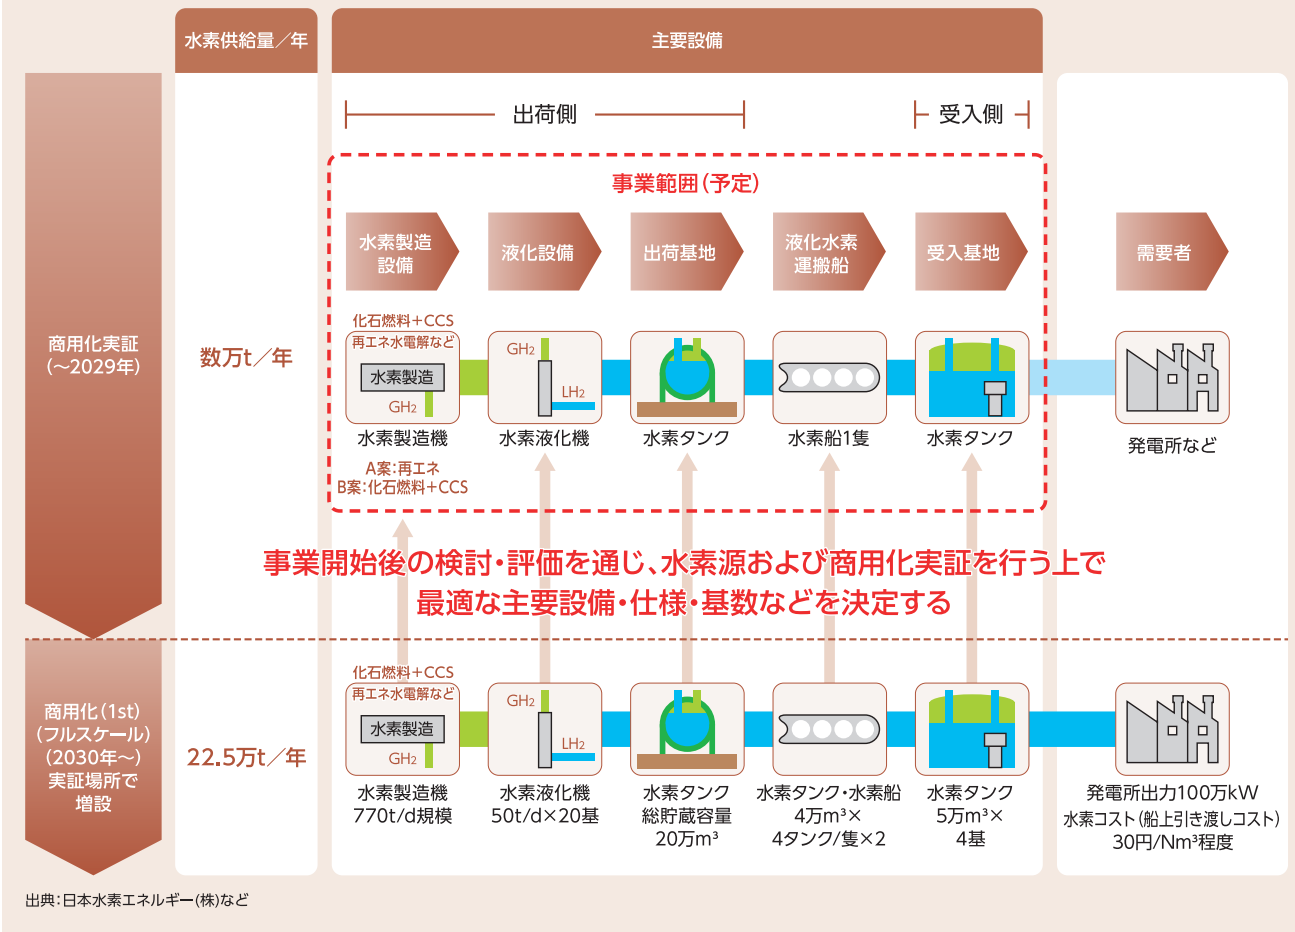 水素供給量／年
主要設備
出荷側
受入側
事業範囲(予定)
水素製造
設備
液化設備
出荷基地
液化水素
運搬船
受入基地
需要者
商用化実証
(～2029年)
数万t／年
化石燃料+CCS
再エネ水電解など
水素製造
GH₂
水素製造機
A案：再エネ
B案：化石燃料+CCS
GH₂
LH₂
水素液化機
水素タンク
水素船1隻
水素タンク
発電所など
事業開始後の検討・評価を通じ、水素源および商用化実証を行う上で
最適な主要設備・仕様・基数などを決定する
商用化(1st)
(フルスケール)
(2030年～)
実証場所で
増設
22.5万t／年
化石燃料+CCS
再エネ水電解など
水素製造
GH₂
水素製造機
770t/d規模
GH₂
LH₂
水素液化機
50t/d×20基
水素タンク
総貯蔵容量
20万m³
水素タンク・水素船
4万m³×
4タンク/隻×2
水素タンク
5万m³×
4基
発電所出力100万kW
水素コスト(船上引き渡しコスト)
30円/Nm³程度
出典：日本水素エネルギー(株)など